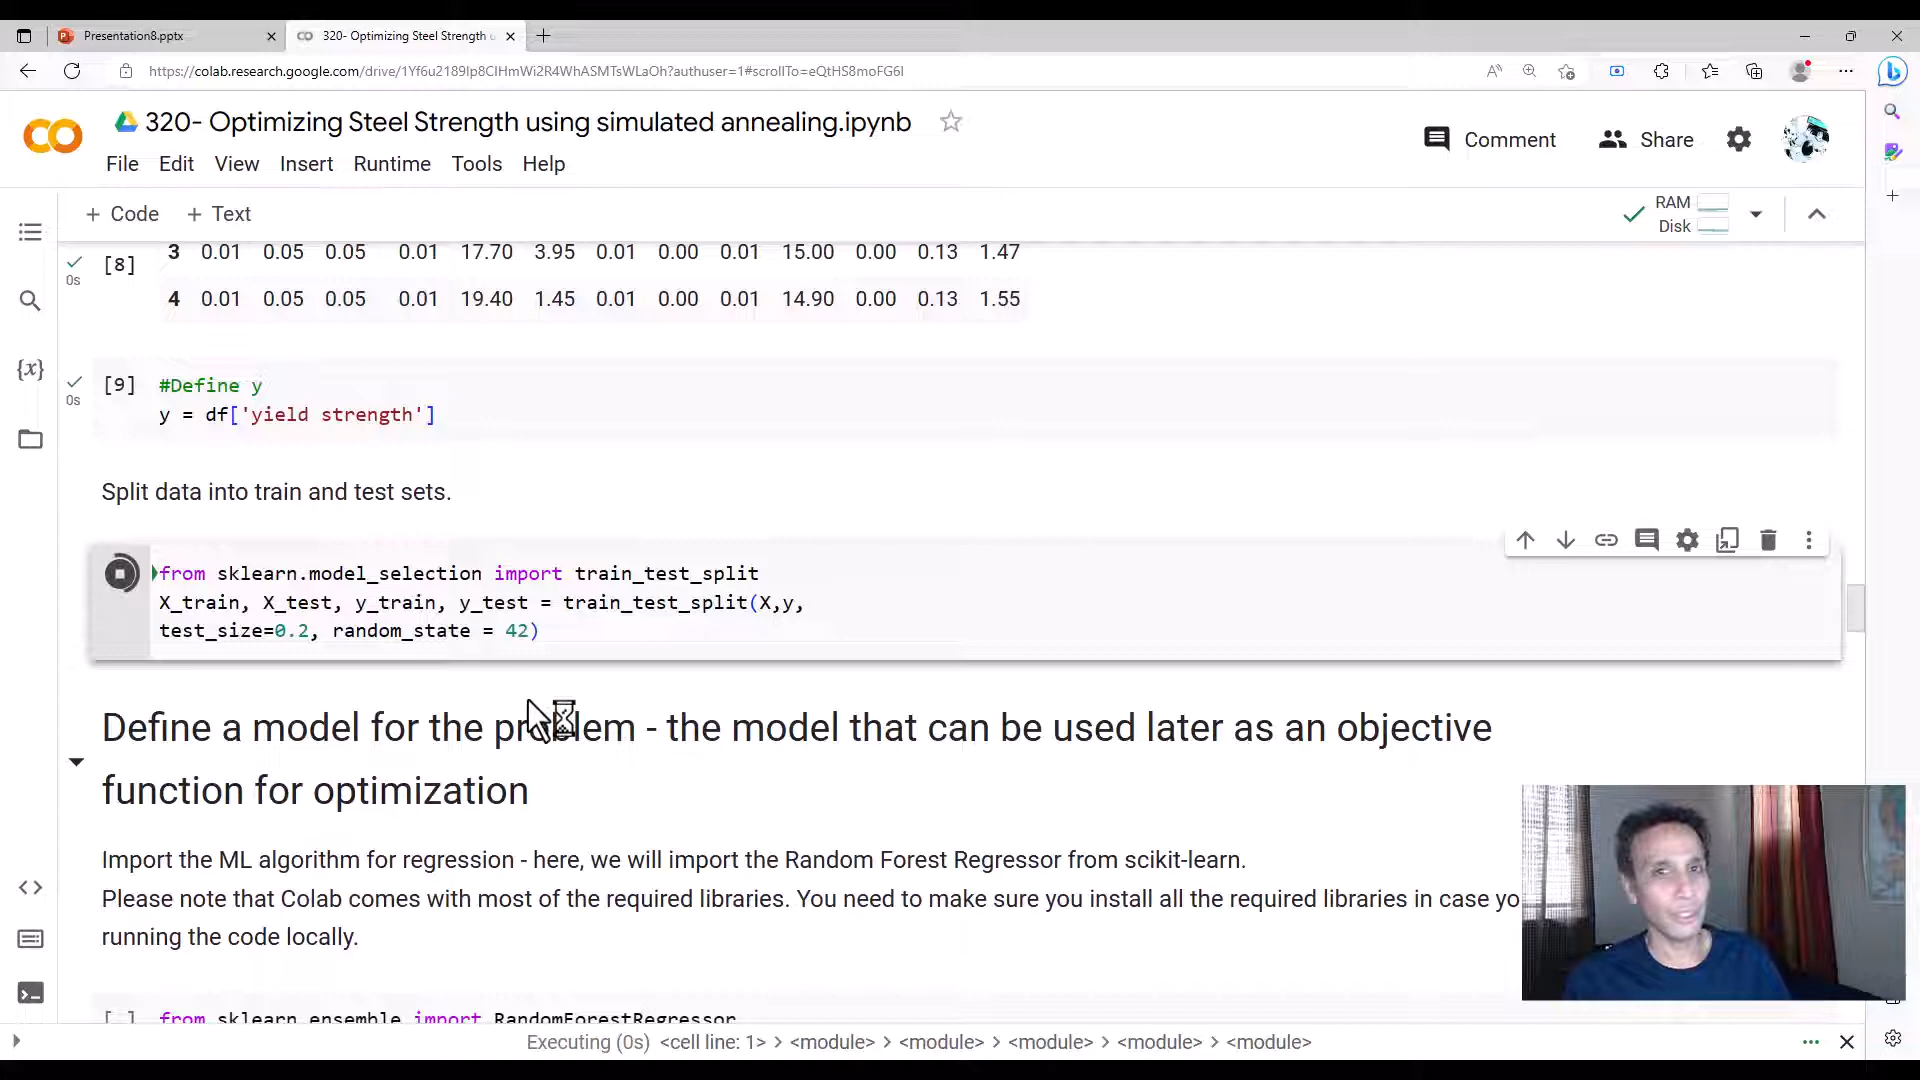 Presentation8.pptx
320- Optimizing Steel Strength u
https://colab.research.google.com/drive/1Yf6u2189Ip8CIHmWi2R4WhASMTsWLaOh?authuser=1#scrollTo=eQtHS8moFG6I
320- Optimizing Steel Strength using simulated annealing.ipynb
File Edit View Insert Runtime Tools Help
Comment
Share
+ Code + Text
RAM
Disk
[8]
0s
3 0.01 0.05 0.05 0.01 17.70 3.95 0.01 0.00 0.01 15.00 0.00 0.13 1.47
4 0.01 0.05 0.05 0.01 19.40 1.45 0.01 0.00 0.01 14.90 0.00 0.13 1.55
[9]
0s
#Define y
y = df['yield strength']
Split data into train and test sets.
from sklearn.model_selection import train_test_split
X_train, X_test, y_train, y_test = train_test_split(X,y,
test_size=0.2, random_state = 42)
Define a model for the problem - the model that can be used later as an objective
function for optimization
Import the ML algorithm for regression - here, we will import the Random Forest Regressor from scikit-learn.
Please note that Colab comes with most of the required libraries. You need to make sure you install all the required libraries in case yo
running the code locally.
[ ] from sklearn.ensemble import RandomForestRegressor
Executing (0s) <cell line: 1> > <module> > <module> > <module> > <module> > <module>